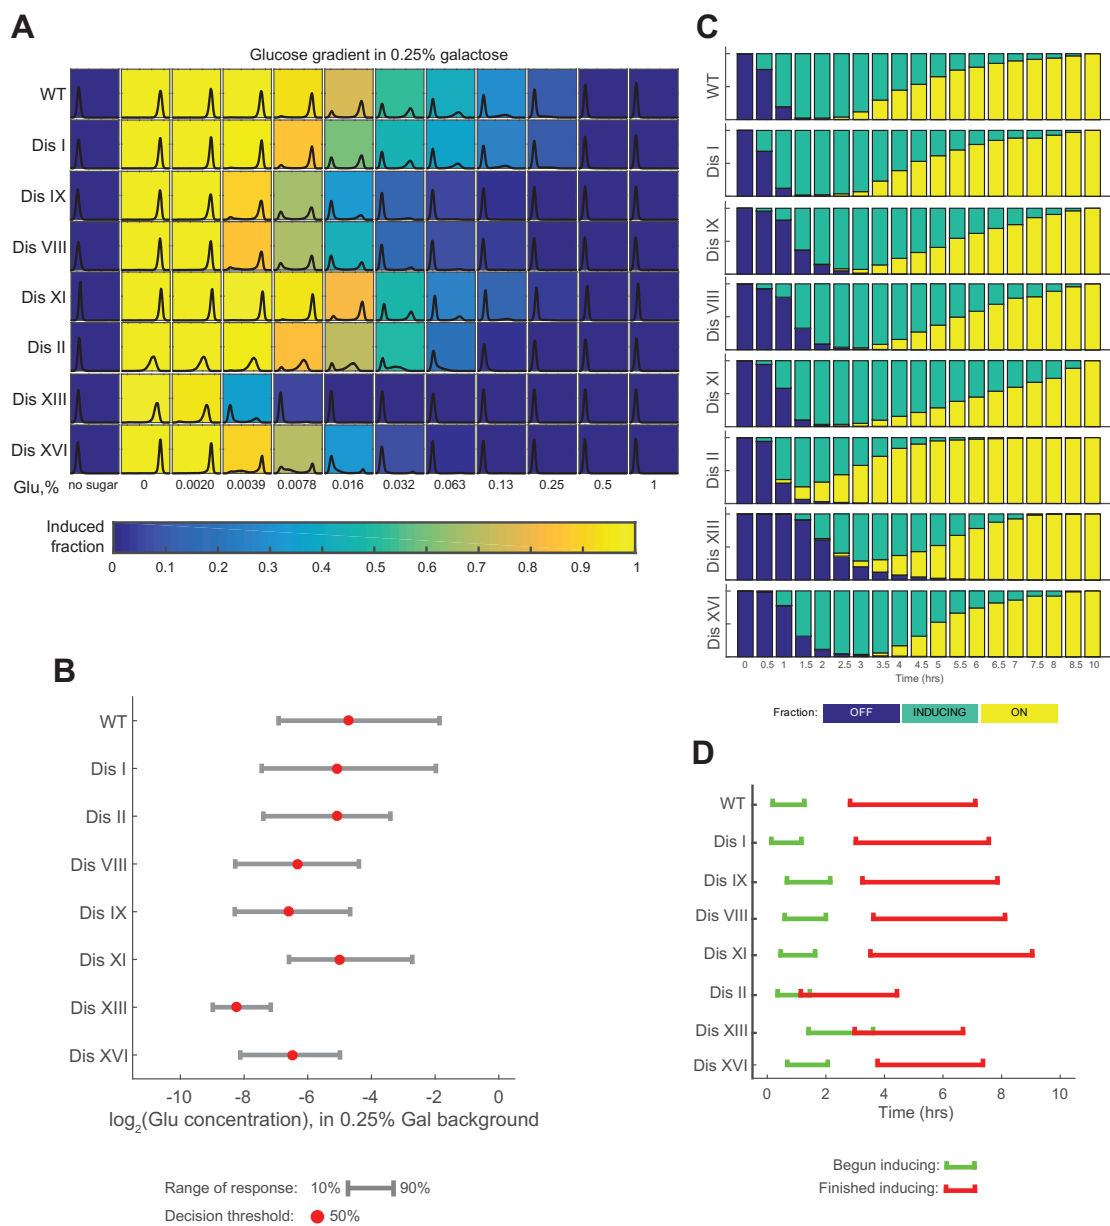 A
Glucose gradient in 0.25% galactose
WT
Dis I
Dis IX
Dis VIII
Dis XI
Dis II
Dis XIII
Dis XVI
Glu,% no sugar 0 0.0020 0.0039 0.0078 0.016 0.032 0.063 0.13 0.25 0.5 1
Induced
fraction
0 0.1 0.2 0.3 0.4 0.5 0.6 0.7 0.8 0.9 1
B
WT
Dis I
Dis II
Dis VIII
Dis IX
Dis XI
Dis XIII
Dis XVI
-10 -8 -6 -4 -2 0
log2(Glu concentration), in 0.25% Gal background
Range of response: 10% 90%
Decision threshold: 50%
C
WT
Dis I
Dis IX
Dis VIII
Dis XI
Dis II
Dis XIII
Dis XVI
0 0.5 1 1.5 2 2.5 3 3.5 4 4.5 5 5.5 6 6.5 7 7.5 8 8.5 10
Time (hrs)
Fraction: OFF INDUCING ON
D
WT
Dis I
Dis IX
Dis VIII
Dis XI
Dis II
Dis XIII
Dis XVI
0 2 4 6 8 10
Time (hrs)
Begun inducing:
Finished inducing: